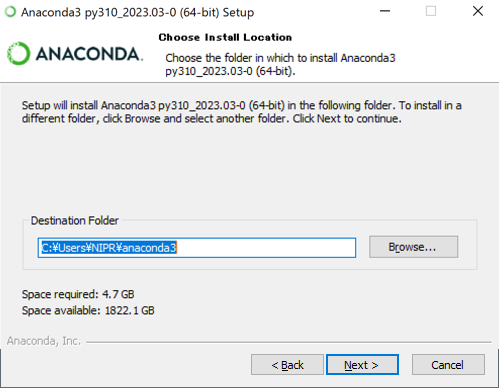 Anaconda3 py310_2023.03-0 (64-bit) Setup
ANACONDA.
Choose Install Location
Choose the folder in which to install Anaconda3
py310_2023.03-0 (64-bit).
Setup will install Anaconda3 py310_2023.03-0 (64-bit) in the following folder. To install in a
different folder, click Browse and select another folder. Click Next to continue.
Destination Folder
C:¥Users¥NIPR¥anaconda3
Browse...
Space required: 4.7 GB
Space available: 1822.1 GB
Anaconda, Inc.
< Back
Next >
Cancel